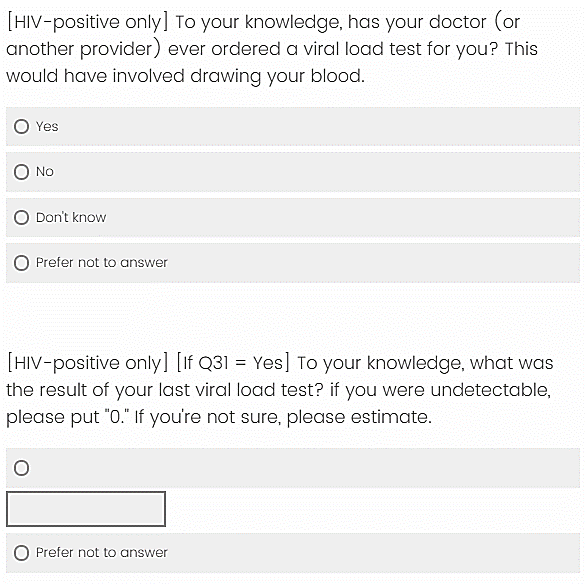 [HIV-positive only] To your knowledge, has your doctor (or
another provider) ever ordered a viral load test for you? This
would have involved drawing your blood.
Yes
No
Don't know
Prefer not to answer
[HIV-positive only] [If Q31 = Yes] To your knowledge, what was
the result of your last viral load test? if you were undetectable,
please put "0." If you're not sure, please estimate.
Prefer not to answer